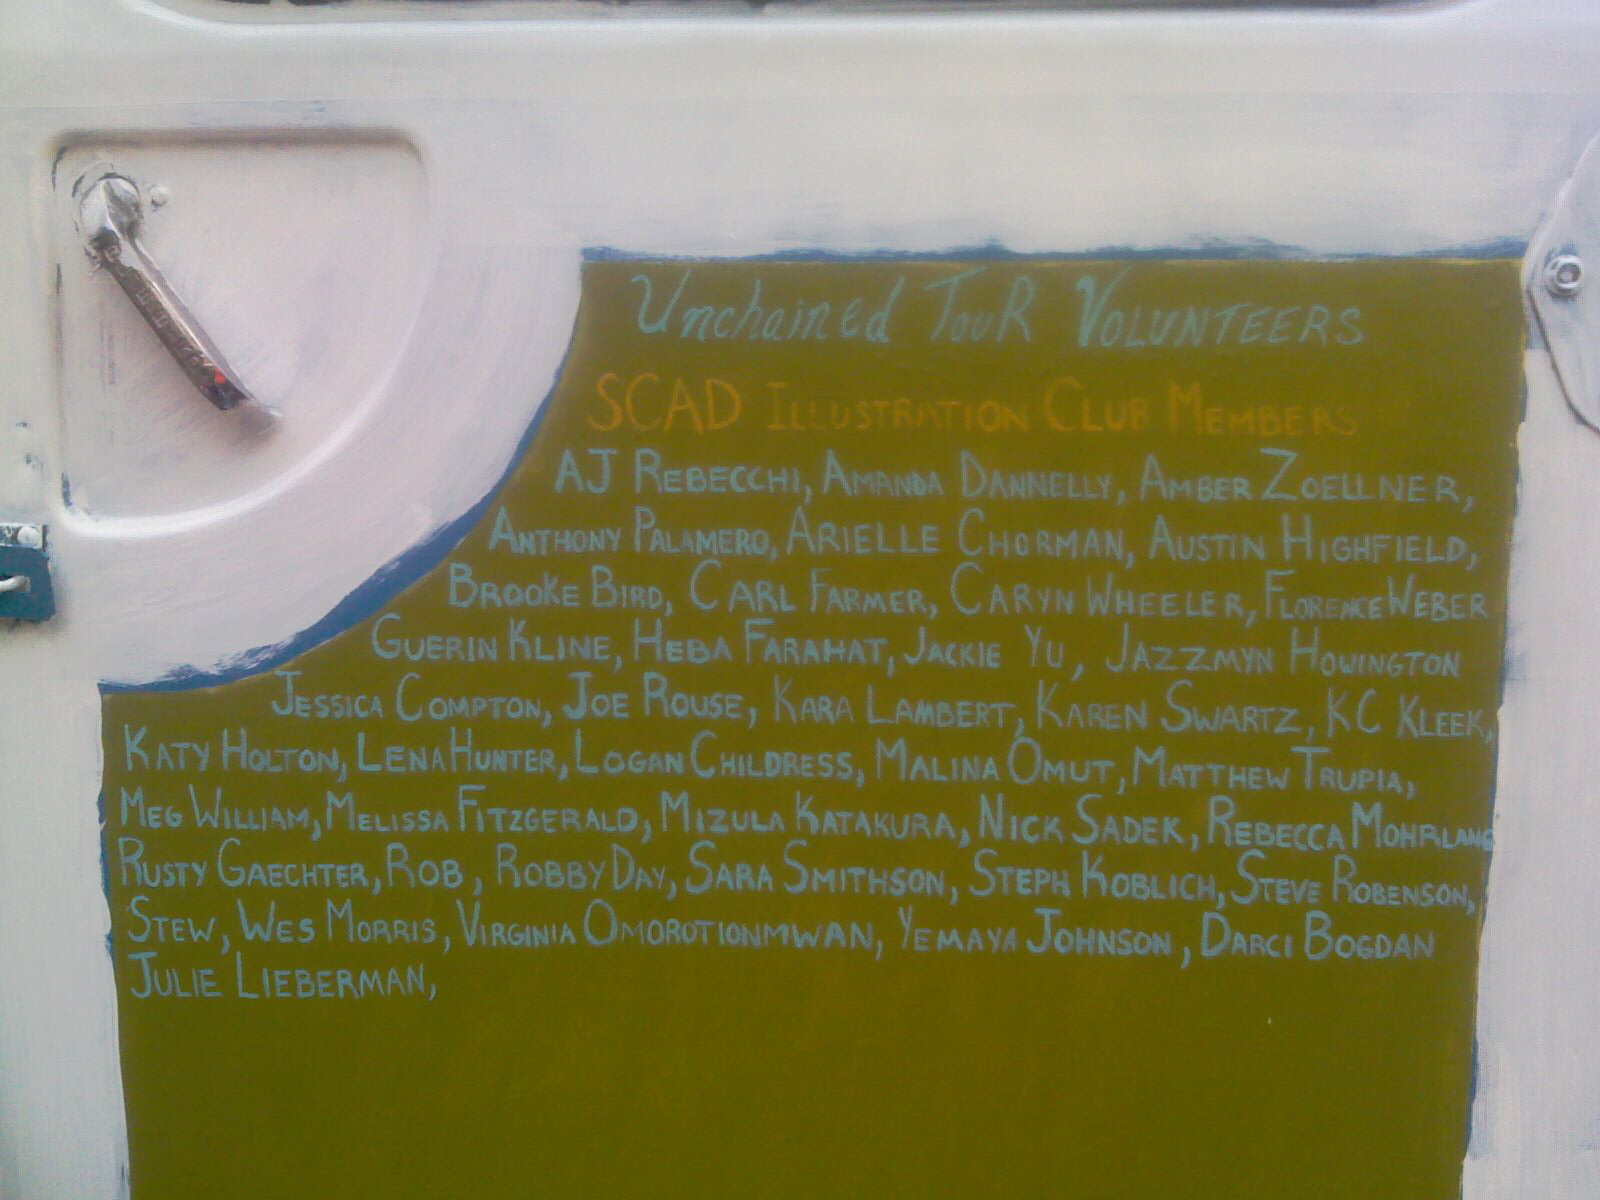 Unchained Tour Volunteers
SCAD Illustration Club Members
AJ Rebecchi, Amanda Dannelly, Amber Zoellner,
Anthony Palamero, Arielle Chorman, Austin Highfield,
Brooke Bird, Carl Farmer, Caryn Wheeler, Florence Weber
Guerin Kline, Heba Farahat, Jackie Yu, Jazzmyn Howington
Jessica Compton, Joe Rouse, Kara Lambert, Karen Swartz, KC Kleek,
Katy Holton, Lena Hunter, Logan Childress, Malina Omut, Matthew Trupia,
Meg William, Melissa Fitzgerald, Mizula Katakura, Nick Sadek, Rebecca Mohrlang
Rusty Gaechter, Rob, Robby Day, Sara Smithson, Steph Koblich, Steve Robenson,
Stew, Wes Morris, Virginia Omorotionmwan, Yemaya Johnson, Darci Bogdan
Julie Lieberman,